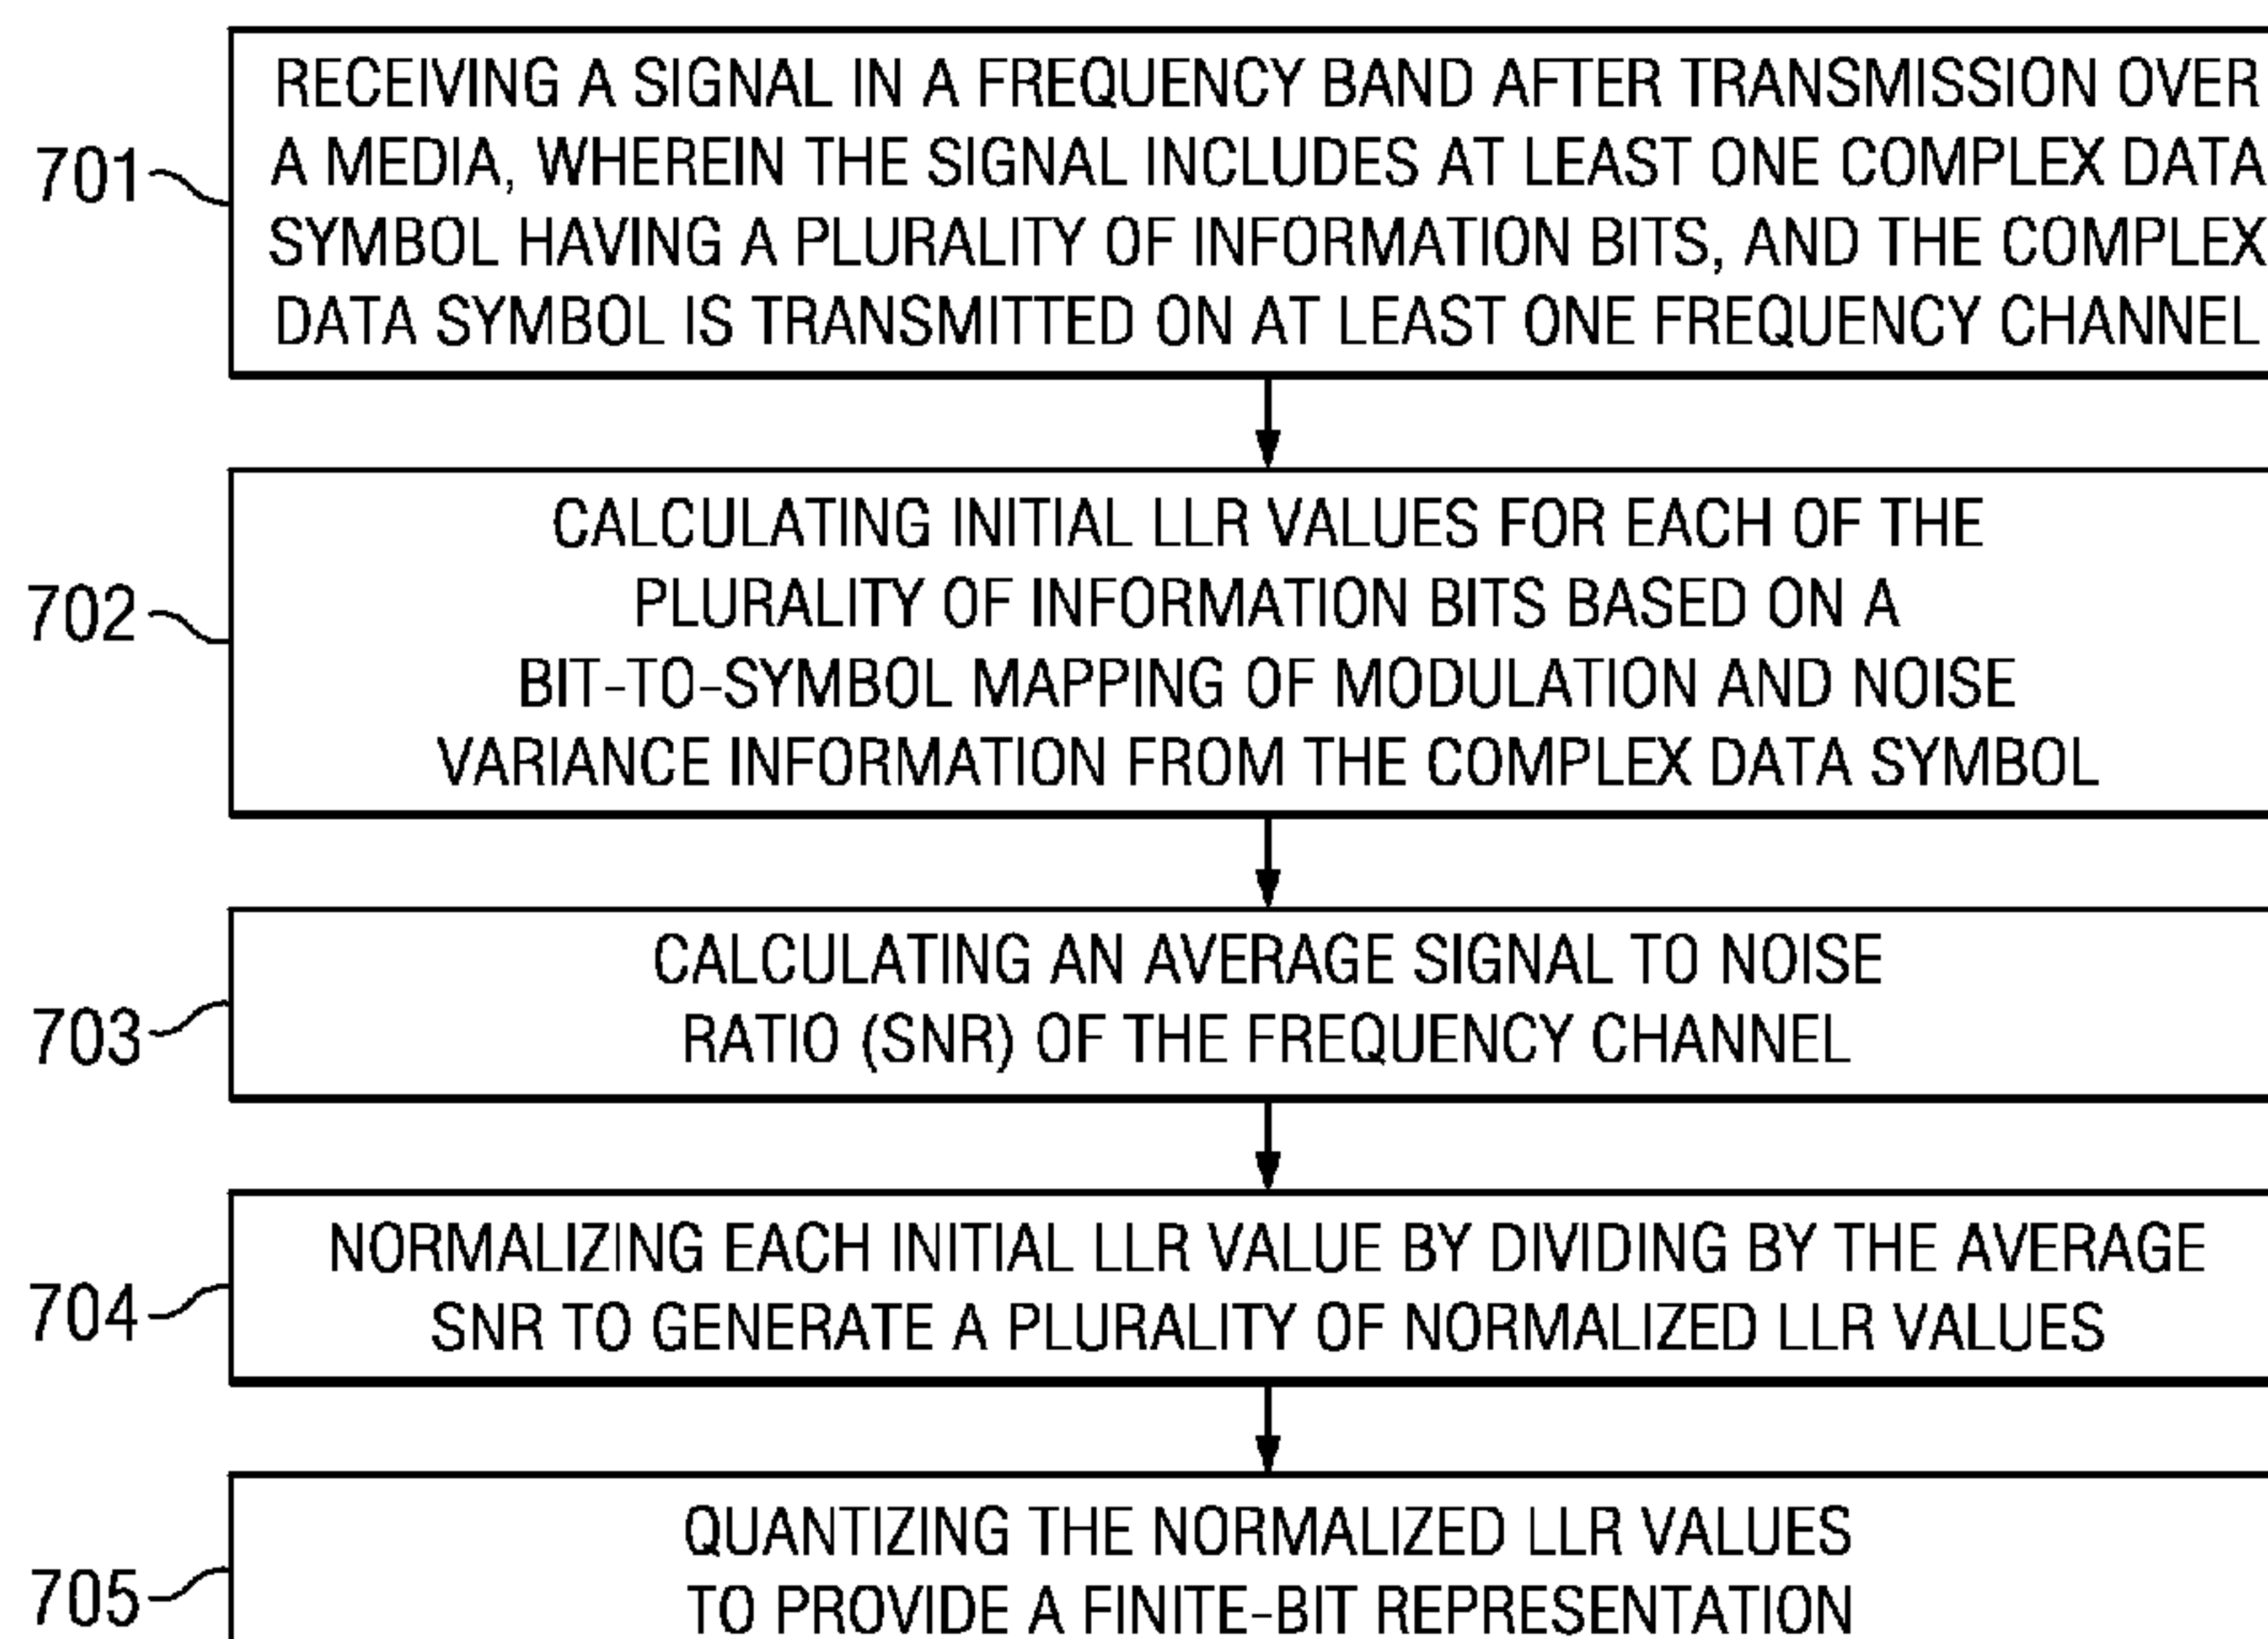 RECEIVING A SIGNAL IN A FREQUENCY BAND AFTER TRANSMISSION OVER
A MEDIA, WHEREIN THE SIGNAL INCLUDES AT LEAST ONE COMPLEX DATA
701
SYMBOL HAVING A PLURALITY OF INFORMATION BITS, AND THE COMPLEX
DATA SYMBOL IS TRANSMITTED ON AT LEAST ONE FREQUENCY CHANNEL
CALCULATING INITIAL LLR VALUES FOR EACH OF THE
702
PLURALITY OF INFORMATION BITS BASED ON A
BIT-TO-SYMBOL MAPPING OF MODULATION AND NOISE
VARIANCE INFORMATION FROM THE COMPLEX DATA SYMBOL
CALCULATING AN AVERAGE SIGNAL TO NOISE
703
RATIO (SNR) OF THE FREQUENCY CHANNEL
NORMALIZING EACH INITIAL LLR VALUE BY DIVIDING BY THE AVERAGE
704
SNR TO GENERATE A PLURALITY OF NORMALIZED LLR VALUES
QUANTIZING THE NORMALIZED LLR VALUES
705
TO PROVIDE A FINITE-BIT REPRESENTATION